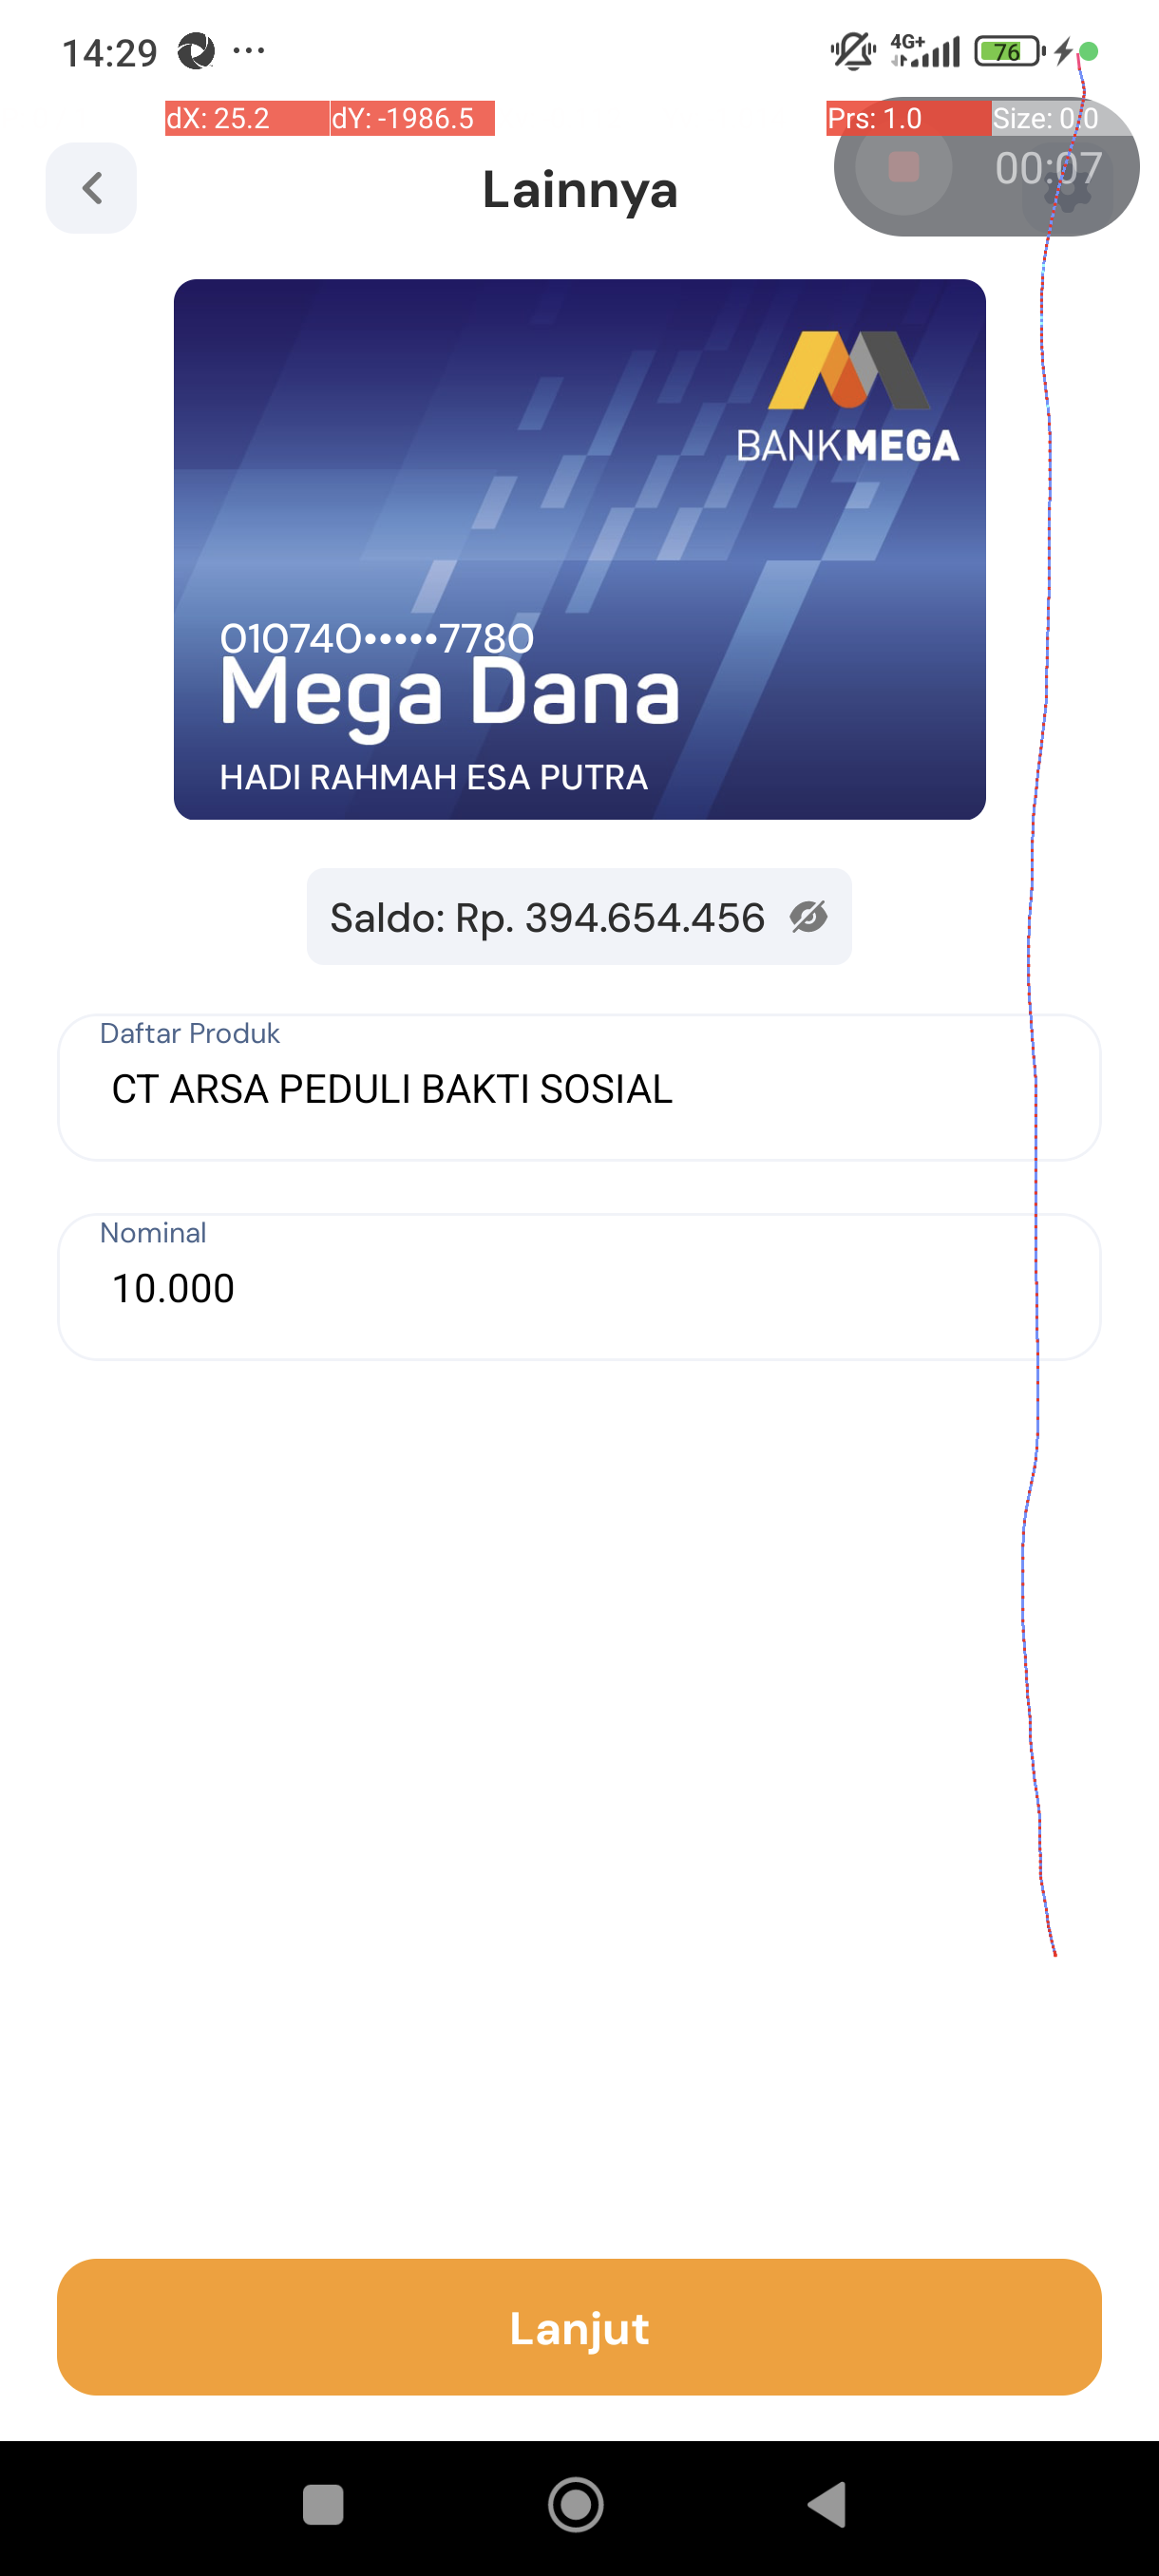 14:29
4G+
76
dX: 25.2 dY: -1986.5 Prs: 1.0 Size: 0.0
00:07
Lainnya
BANKMEGA
010740•••••7780
Mega Dana
HADI RAHMAH ESA PUTRA
Saldo: Rp. 394.654.456
Daftar Produk
CT ARSA PEDULI BAKTI SOSIAL
Nominal
10.000
Lanjut